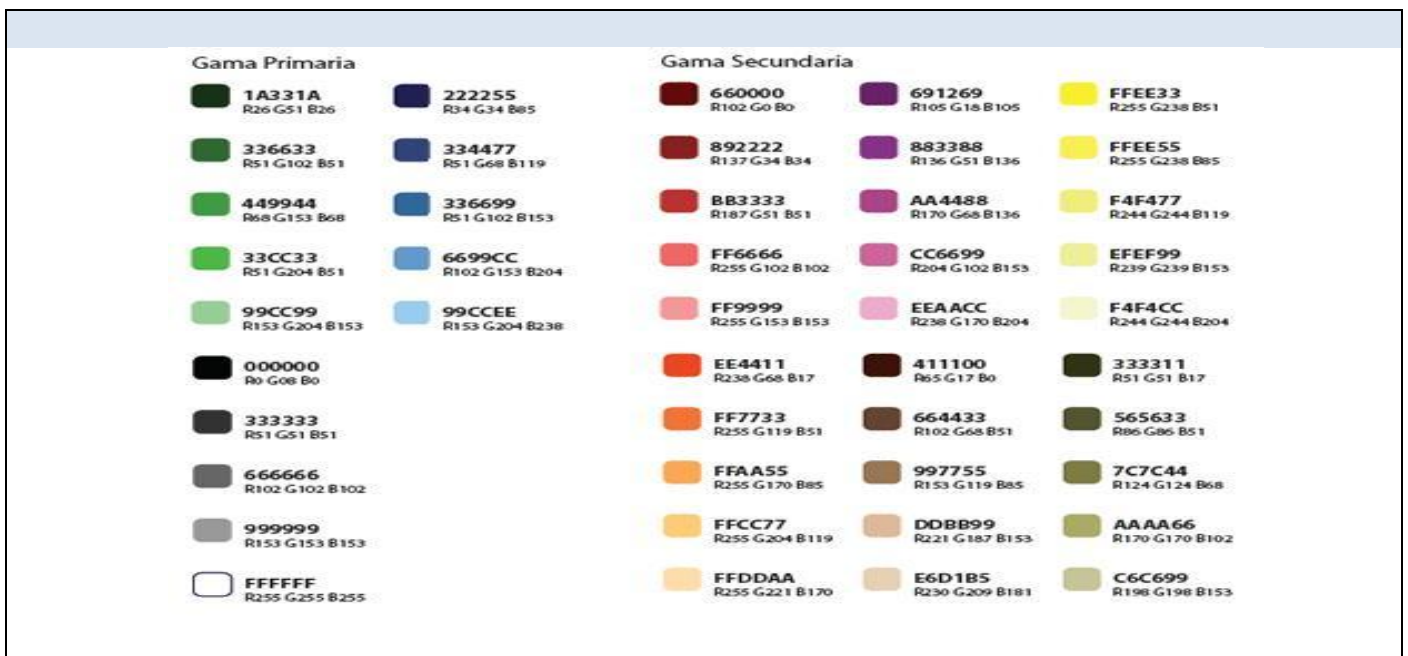 Gama Primaria
1A331A
R26 G51 B26
336633
R51 G102 B51
449944
R68 G153 B68
33CC33
R51 G204 B51
99CC99
R153 G204 B153
000000
R0 G08 B0
333333
R51 G51 B51
666666
R102 G102 B102
999999
R153 G153 B153
FFFFFF
R255 G255 B255
222255
R34 G34 B85
334477
R51 G68 B119
336699
R51 G102 B153
6699CC
R102 G153 B204
99CCEE
R153 G204 B238
Gama Secundaria
660000
R102 G0 B0
892222
R137 G34 B34
BB3333
R187 G51 B51
FF6666
R255 G102 B102
FF9999
R255 G153 B153
EE4411
R238 G68 B17
FF7733
R255 G119 B51
FFAA55
R255 G170 B85
FFCC77
R255 G204 B119
FFDDAA
R255 G221 B170
691269
R105 G18 B105
883388
R136 G51 B136
AA4488
R170 G68 B136
CC6699
R204 G102 B153
EEAACC
R238 G170 B204
411100
R65 G17 B0
664433
R102 G68 B51
997755
R153 G119 B85
DDBB99
R221 G187 B153
E6D1B5
R230 G209 B181
FFEE33
R255 G238 B51
FFEE55
R255 G238 B85
F4F477
R244 G244 B119
EFEF99
R239 G239 B153
F4F4CC
R244 G244 B204
333311
R51 G51 B17
565633
R86 G86 B51
7C7C44
R124 G124 B68
AAAA66
R170 G170 B102
C6C699
R198 G198 B153